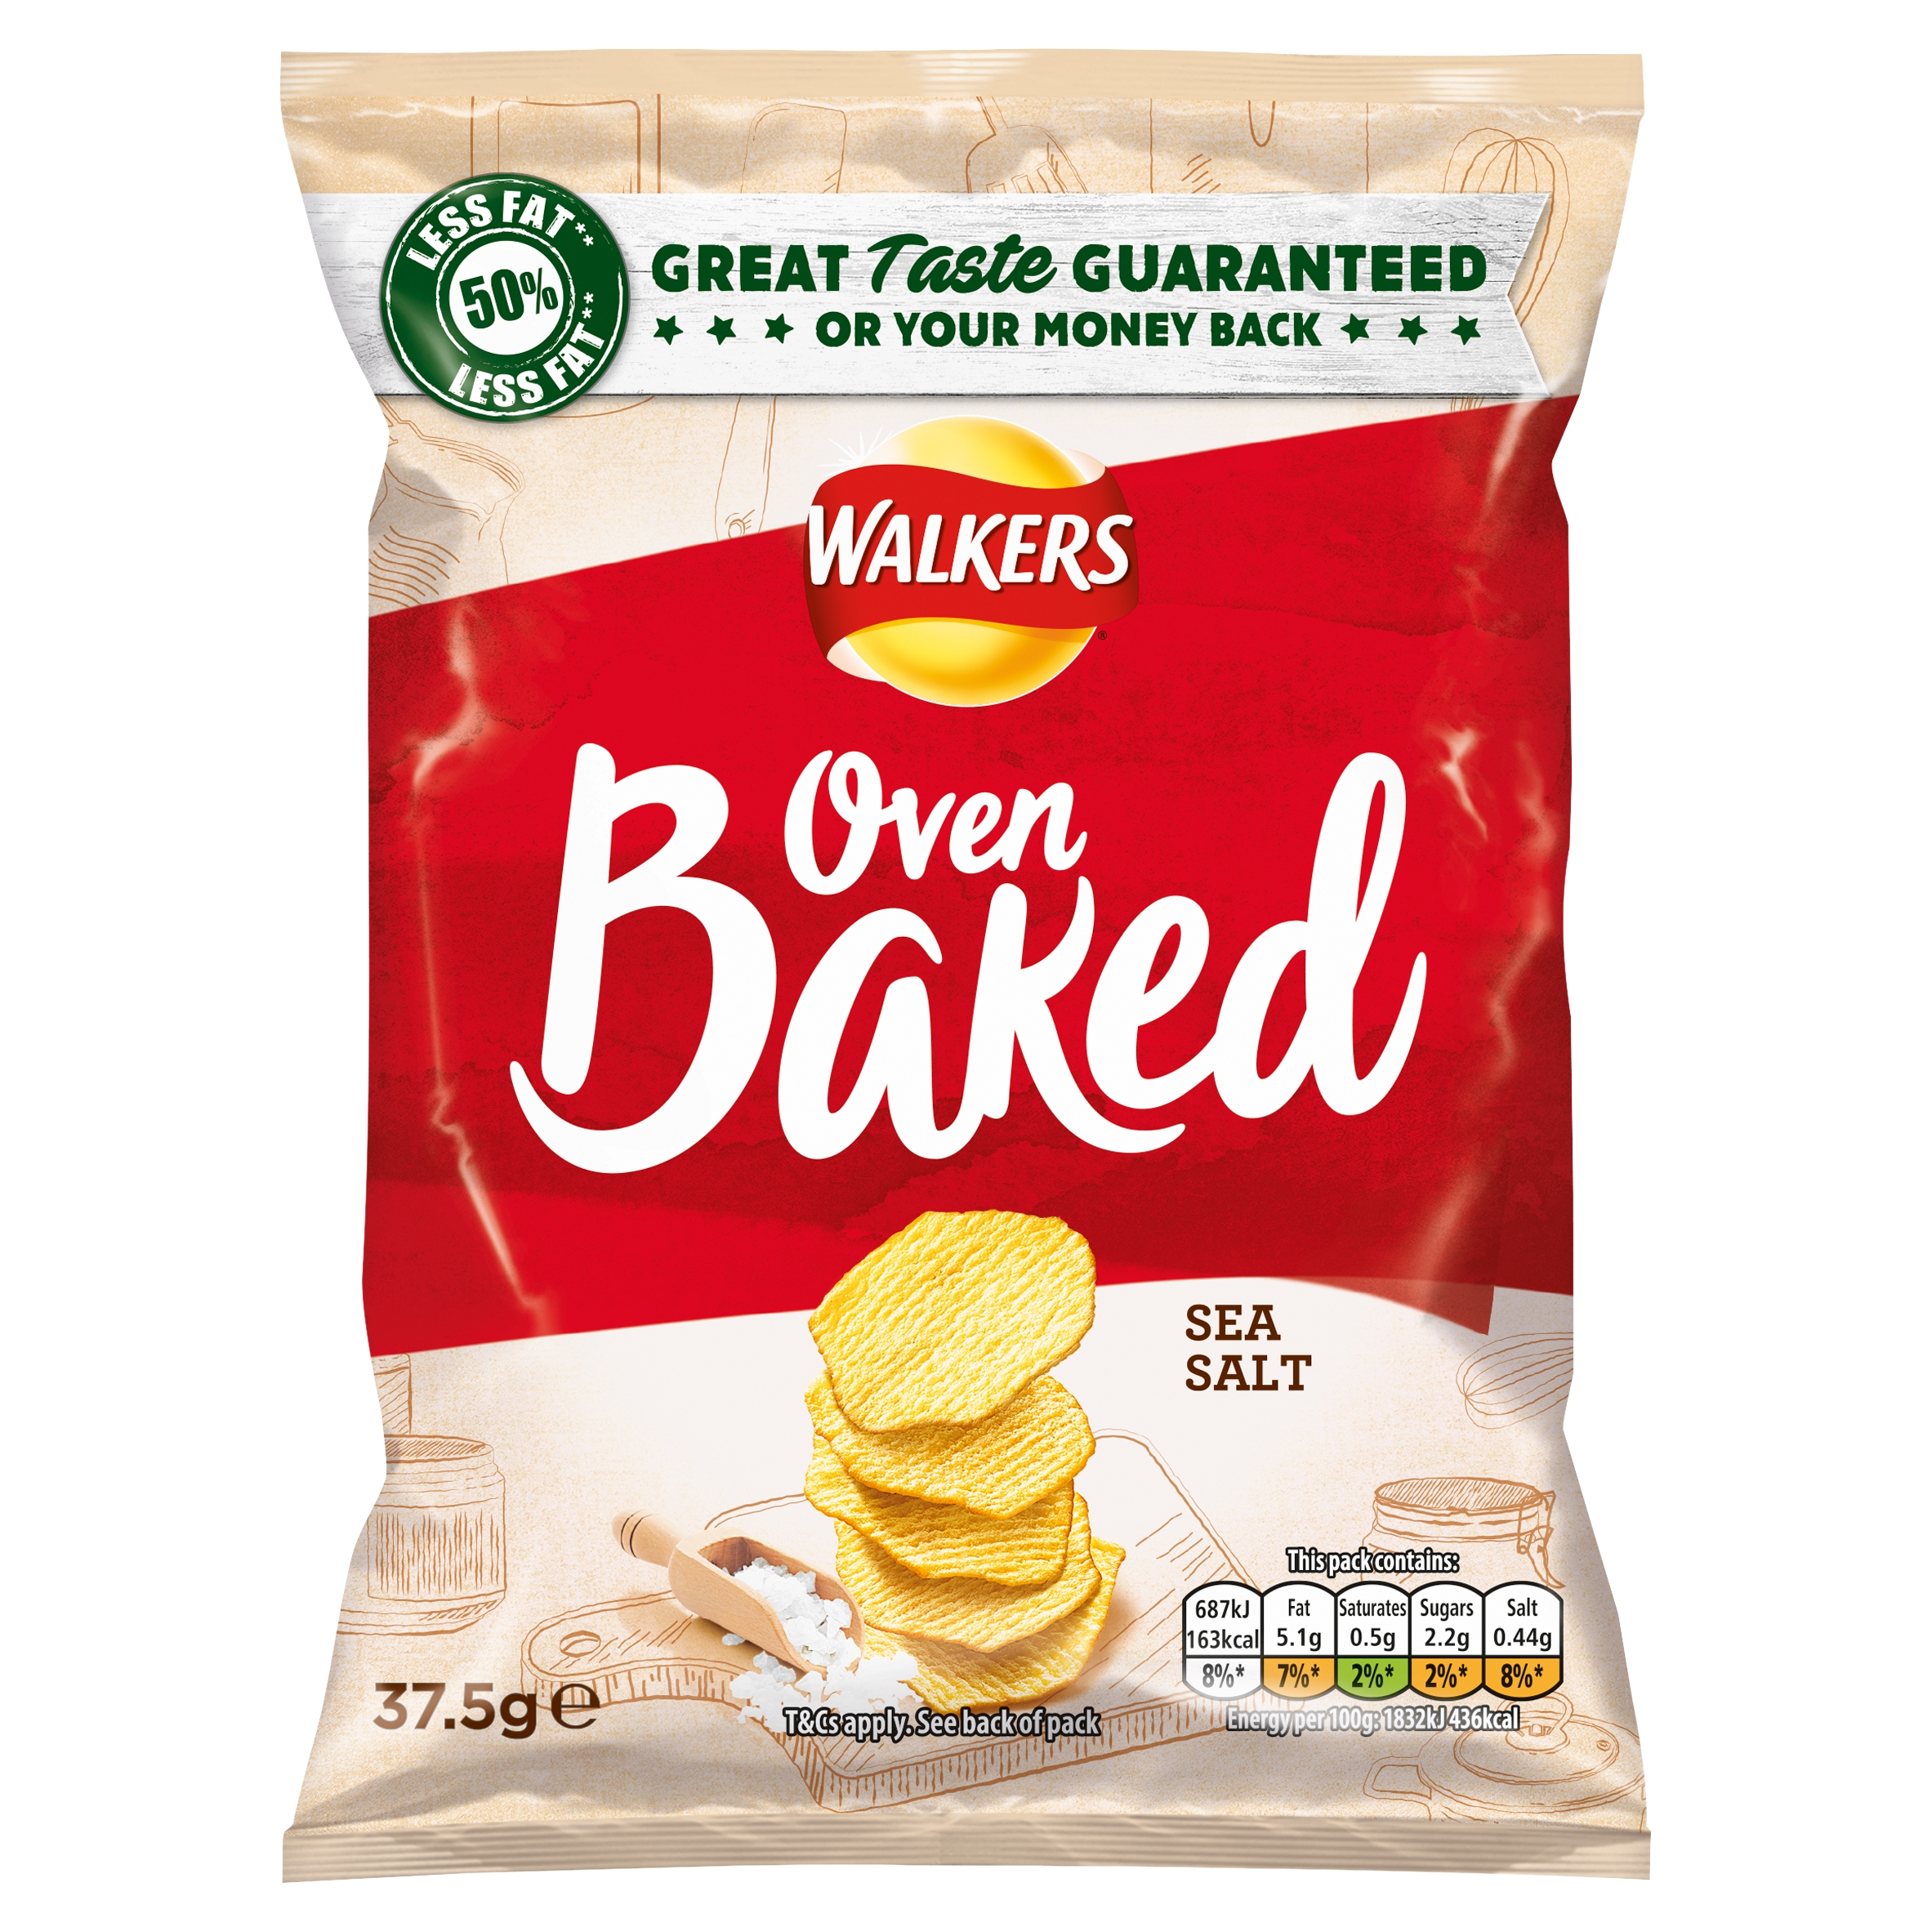 LESS FAT**
50%
LESS FAT**
GREAT Taste GUARANTEED
OR YOUR MONEY BACK
WALKERS
®
Oven
Baked
SEA
SALT
This pack contains:
687kJ 163kcal 8%*
Fat 5.1g 7%*
Saturates 0.5g 2%*
Sugars 2.2g 2%*
Salt 0.44g 8%*
Energy per 100g: 1832kJ 436kcal
37.5g e
T&Cs apply. See back of pack